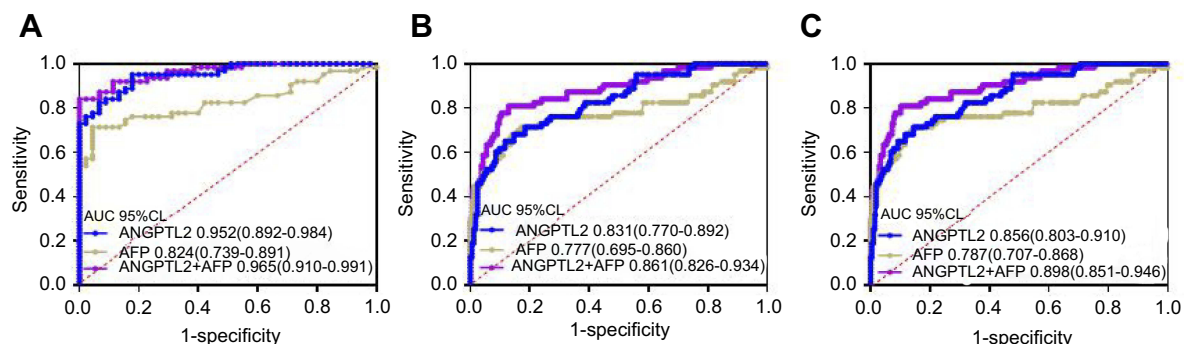 A
Sensitivity
1.0
0.8
0.6
0.4
0.2
0.0
AUC 95%CL
ANGPTL2 0.952(0.892-0.984)
AFP 0.824(0.739-0.891)
ANGPTL2+AFP 0.965(0.910-0.991)
0.0 0.2 0.4 0.6 0.8 1.0
1-specificity
B
Sensitivity
1.0
0.8
0.6
0.4
0.2
0.0
AUC 95%CL
ANGPTL2 0.831(0.770-0.892)
AFP 0.777(0.695-0.860)
ANGPTL2+AFP 0.861(0.826-0.934)
0.0 0.2 0.4 0.6 0.8 1.0
1-specificity
C
Sensitivity
1.0
0.8
0.6
0.4
0.2
0.0
AUC 95%CL
ANGPTL2 0.856(0.803-0.910)
AFP 0.787(0.707-0.868)
ANGPTL2+AFP 0.898(0.851-0.946)
0.0 0.2 0.4 0.6 0.8 1.0
1-specificity